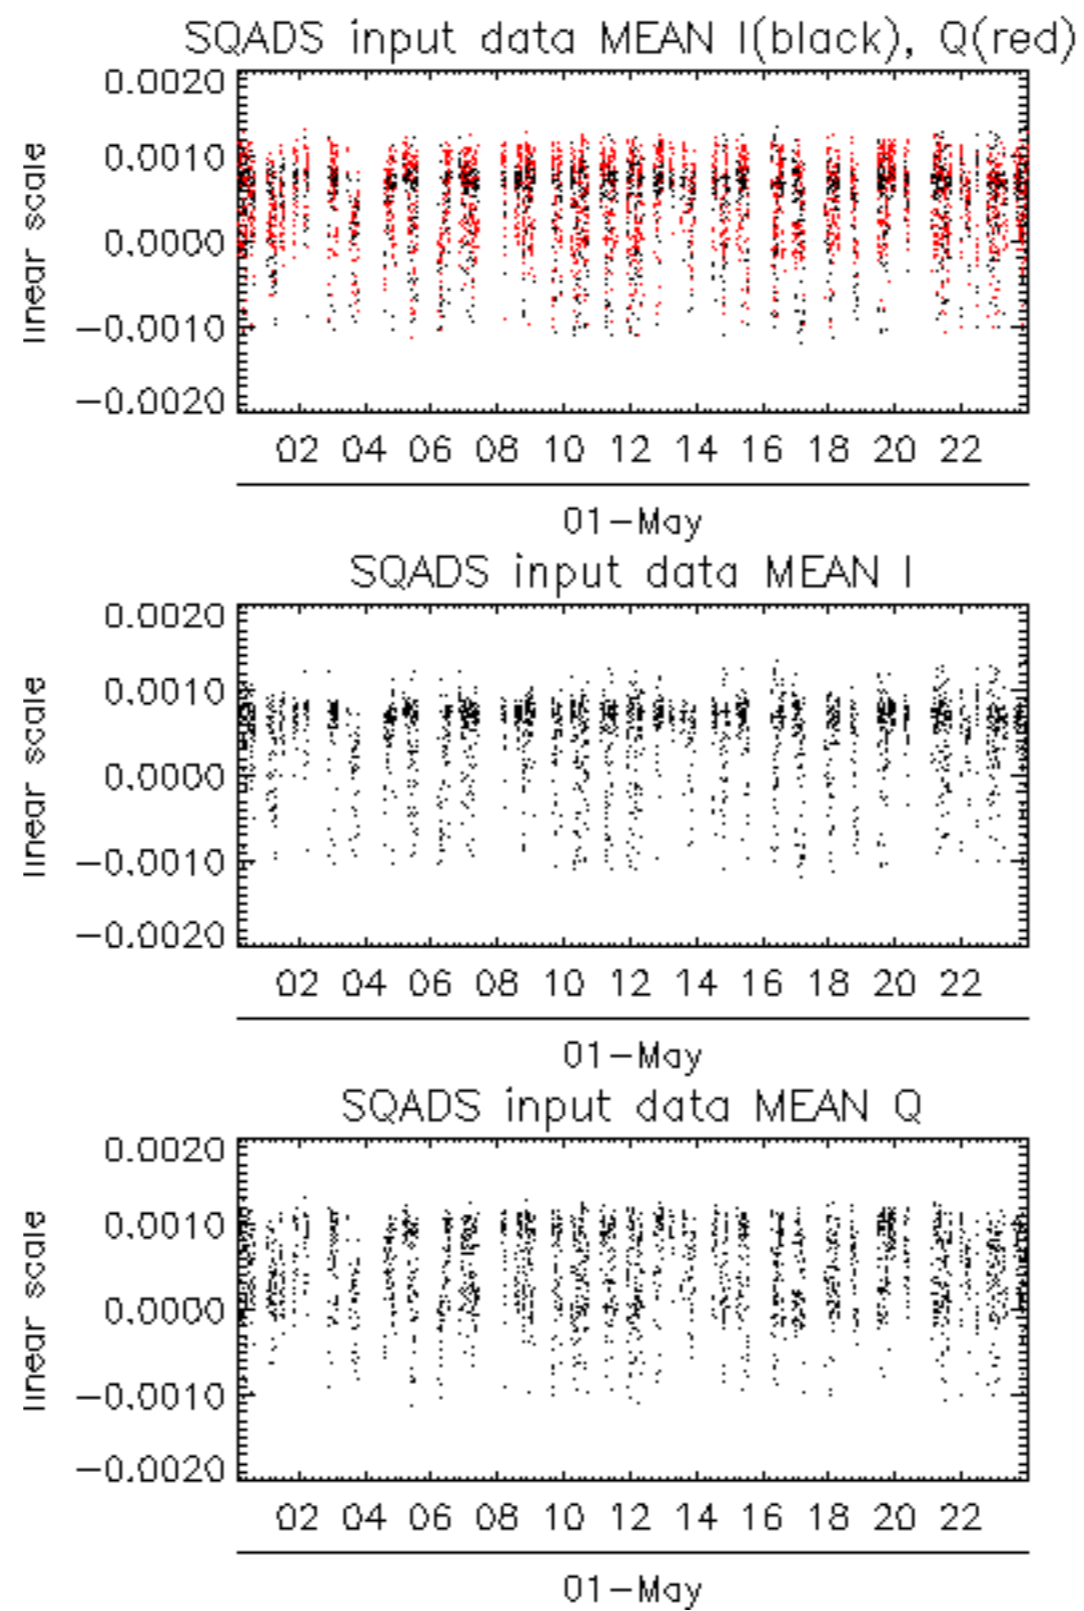 SQADS input data MEAN I(black), Q(red)
0.0020
0.0010
0.0000
-0.0010
-0.0020
linear scale
02 04 06 08 10 12 14 16 18 20 22
01-May
SQADS input data MEAN I
0.0020
0.0010
0.0000
-0.0010
-0.0020
linear scale
02 04 06 08 10 12 14 16 18 20 22
01-May
SQADS input data MEAN Q
0.0020
0.0010
0.0000
-0.0010
-0.0020
linear scale
02 04 06 08 10 12 14 16 18 20 22
01-May